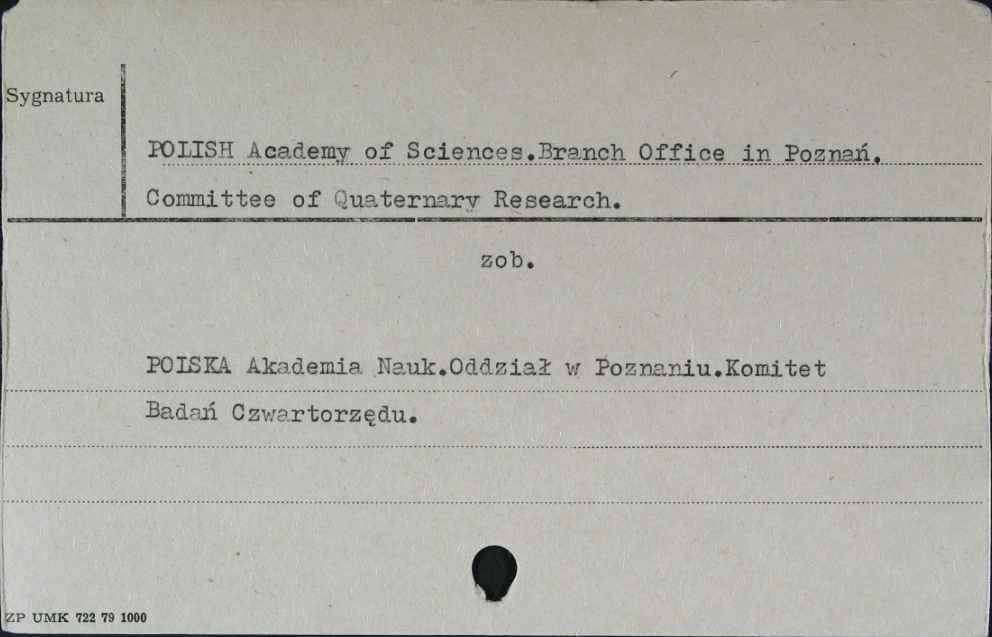 Sygnatura
POLISH Academy of Sciences.Branch Office in Poznań.
Committee of Quaternary Research.
zob.
POLSKA Akademia Nauk.Oddział w Poznaniu.Komitet
Badań Czwartorzędu.
ZP UMK 722 79 1000